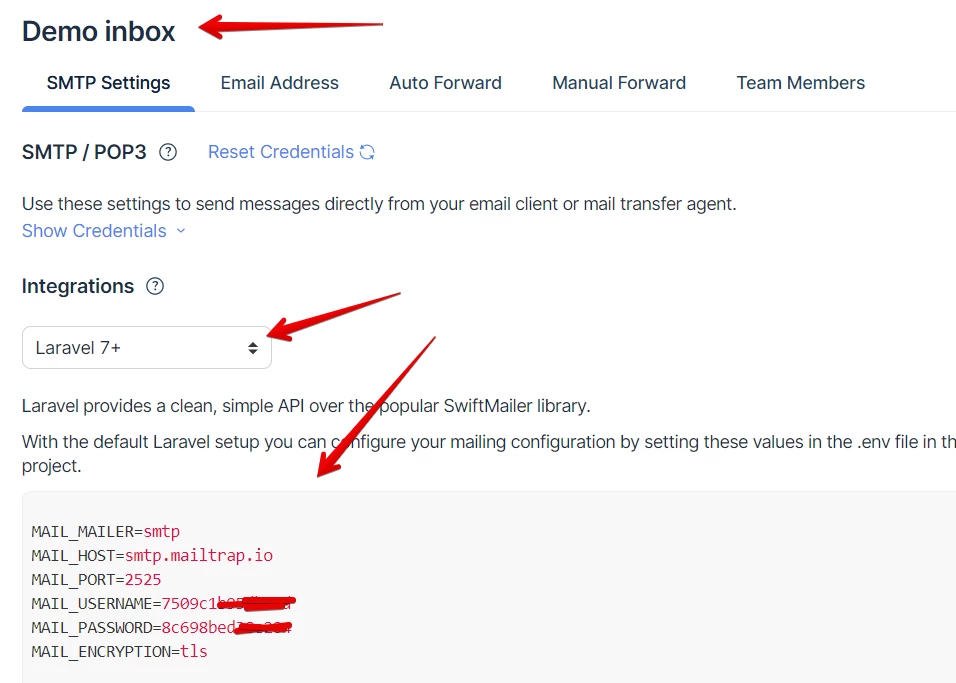 Demo inbox
SMTP Settings Email Address Auto Forward Manual Forward Team Members
SMTP / POP3 Reset Credentials
Use these settings to send messages directly from your email client or mail transfer agent.
Show Credentials
Integrations
Laravel 7+
Laravel provides a clean, simple API over the popular SwiftMailer library.
With the default Laravel setup you can configure your mailing configuration by setting these values in the .env file in th
project.
MAIL_MAILER=smtp
MAIL_HOST=smtp.mailtrap.io
MAIL_PORT=2525
MAIL_USERNAME=
MAIL_PASSWORD=
MAIL_ENCRYPTION=tls